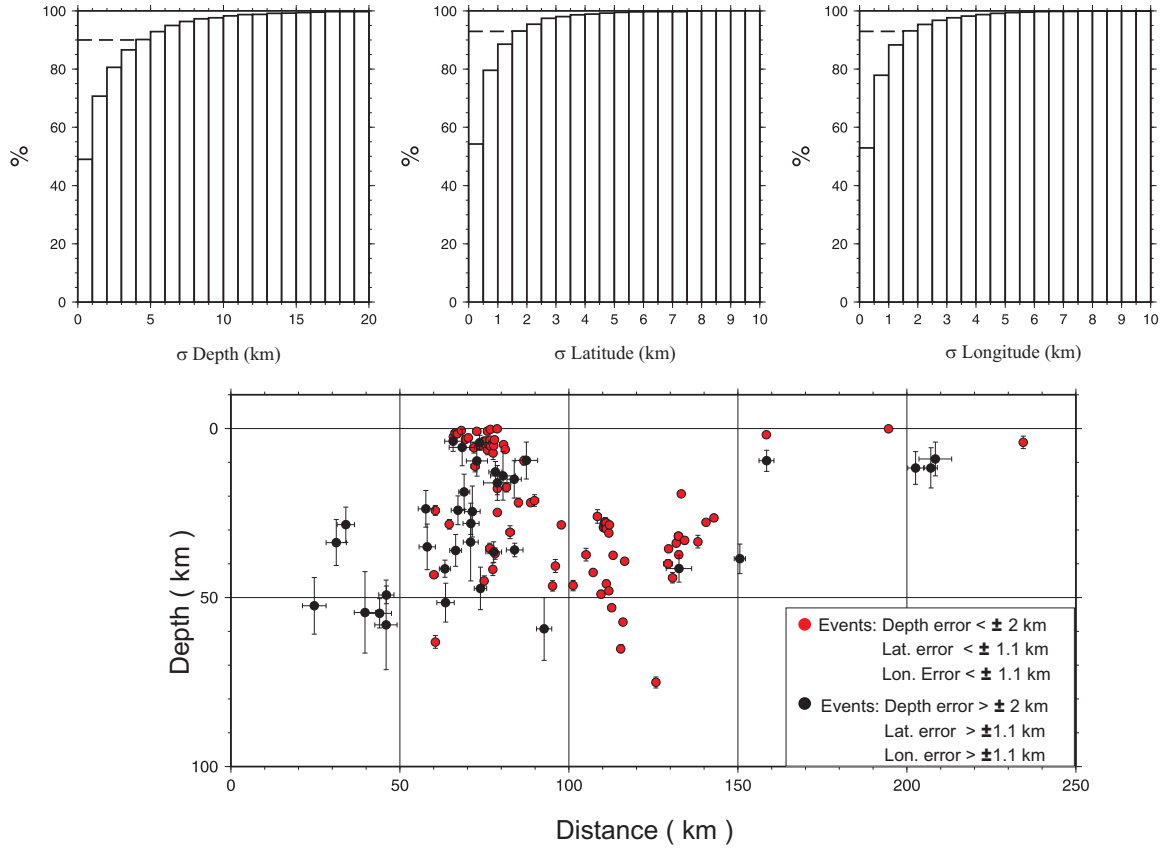 100
80
60
40
20
0
%
0 5 10 15 20
σ Depth (km)
100
80
60
40
20
0
%
0 1 2 3 4 5 6 7 8 9 10
σ Latitude (km)
100
80
60
40
20
0
%
0 1 2 3 4 5 6 7 8 9 10
σ Longitude (km)
0
50
100
Depth ( km )
0 50 100 150 200 250
Distance ( km )
Events: Depth error < ± 2 km
Lat. error < ± 1.1 km
Lon. Error < ± 1.1 km
Events: Depth error > ± 2 km
Lat. error > ±1.1 km
Lon. error > ±1.1 km